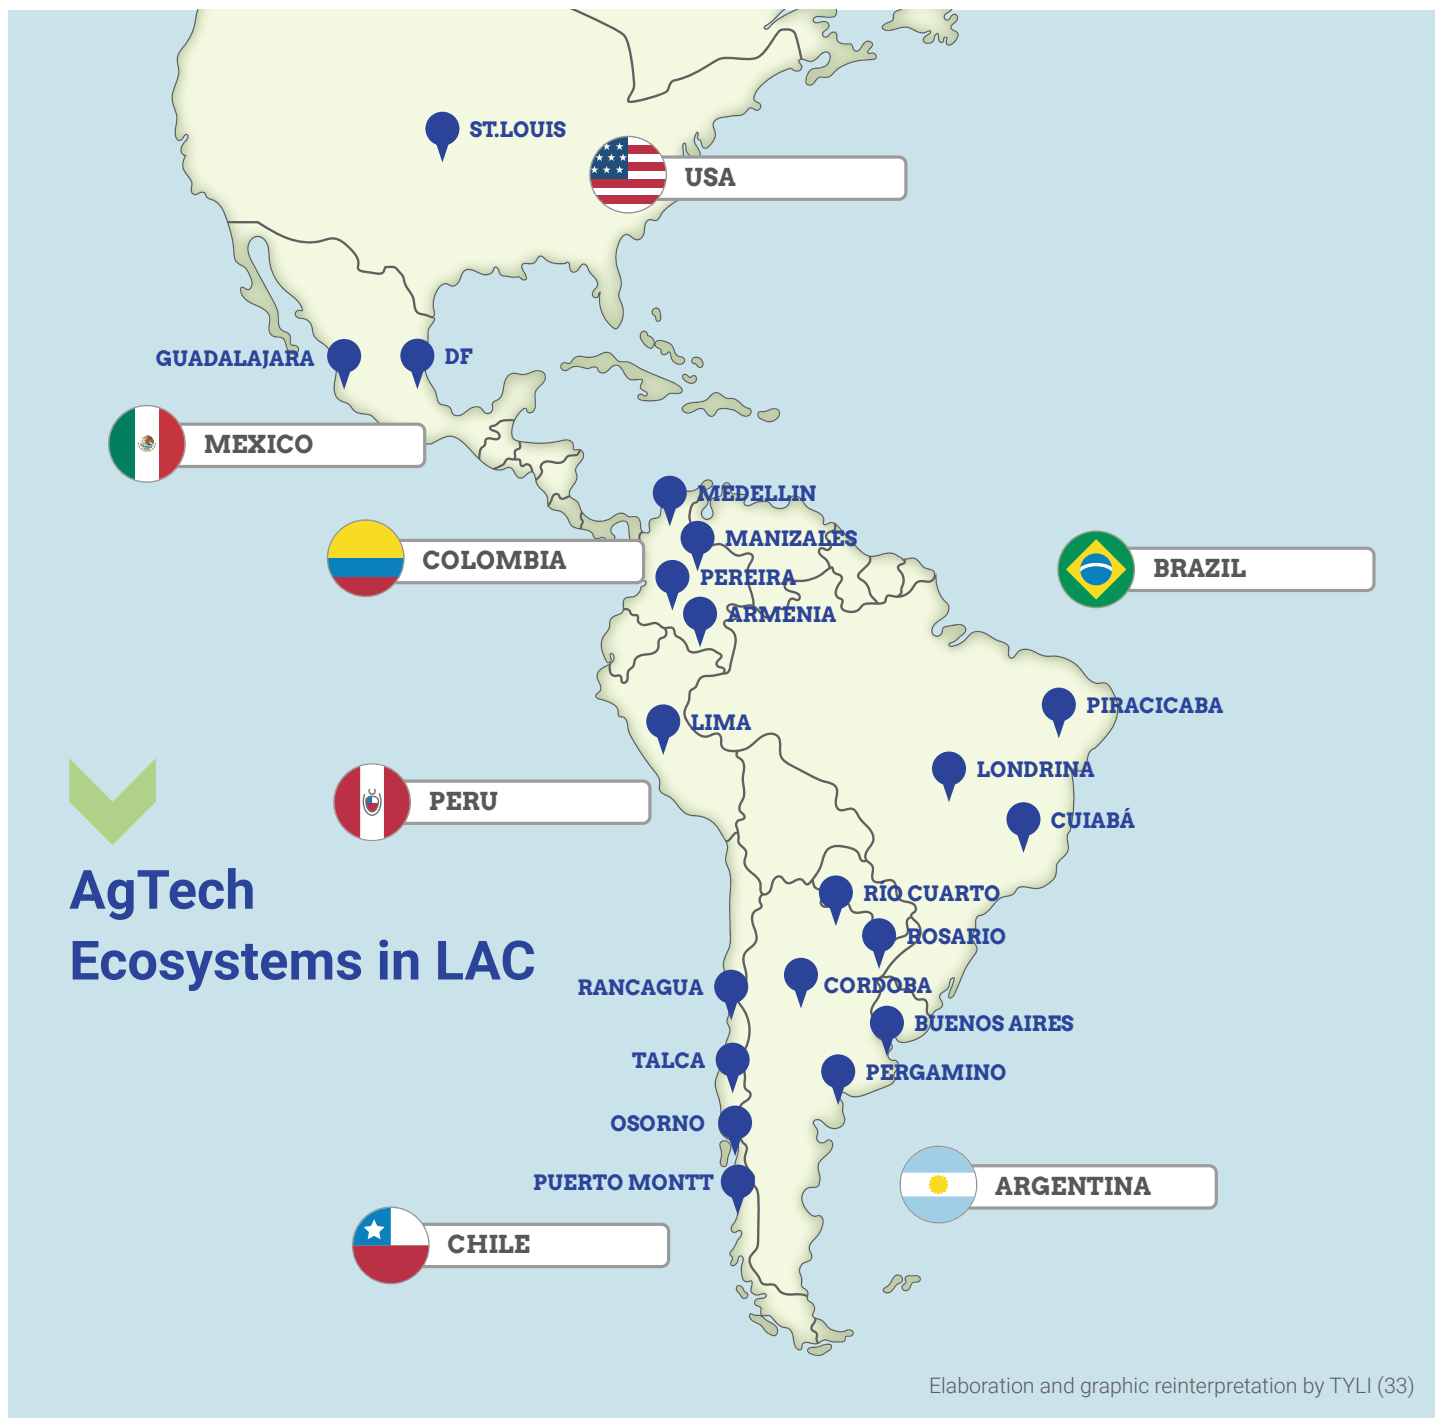 ST.LOUIS
USA
GUADALAJARA
DF
MEXICO
MEDELLIN
MANIZALES
COLOMBIA
BRAZIL
PEREIRA
ARMENIA
PIRACICABA
LIMA
LONDRINA
PERU
CUIABÁ
AgTech
Ecosystems in LAC
RÍO CUARTO
ROSARIO
RANCAGUA
CORDOBA
BUENOS AIRES
TALCA
PERGAMINO
OSORNO
PUERTO MONTT
ARGENTINA
CHILE
Elaboration and graphic reinterpretation by TYLI (33)